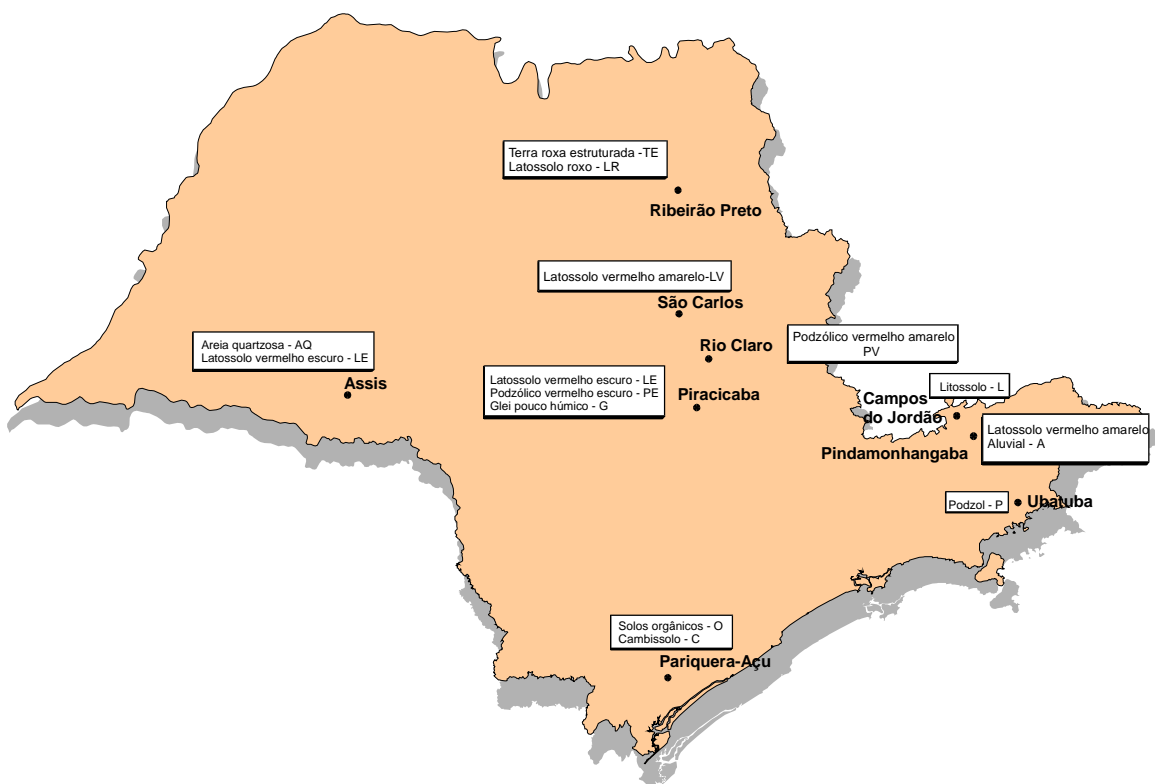 Terra roxa estruturada -TE
Latossolo roxo - LR
Ribeirão Preto
Latossolo vermelho amarelo-LV
São Carlos
Rio Claro
Podzólico vermelho amarelo
PV
Areia quartzosa - AQ
Latossolo vermelho escuro - LE
Assis
Latossolo vermelho escuro - LE
Podzólico vermelho escuro - PE
Glei pouco húmico - G
Piracicaba
Litossolo - L
Campos
do Jordão
Latossolo vermelho amarelo
Aluvial - A
Pindamonhangaba
Podzol - P
Ubatuba
Solos orgânicos - O
Cambissolo - C
Pariquera-Açu